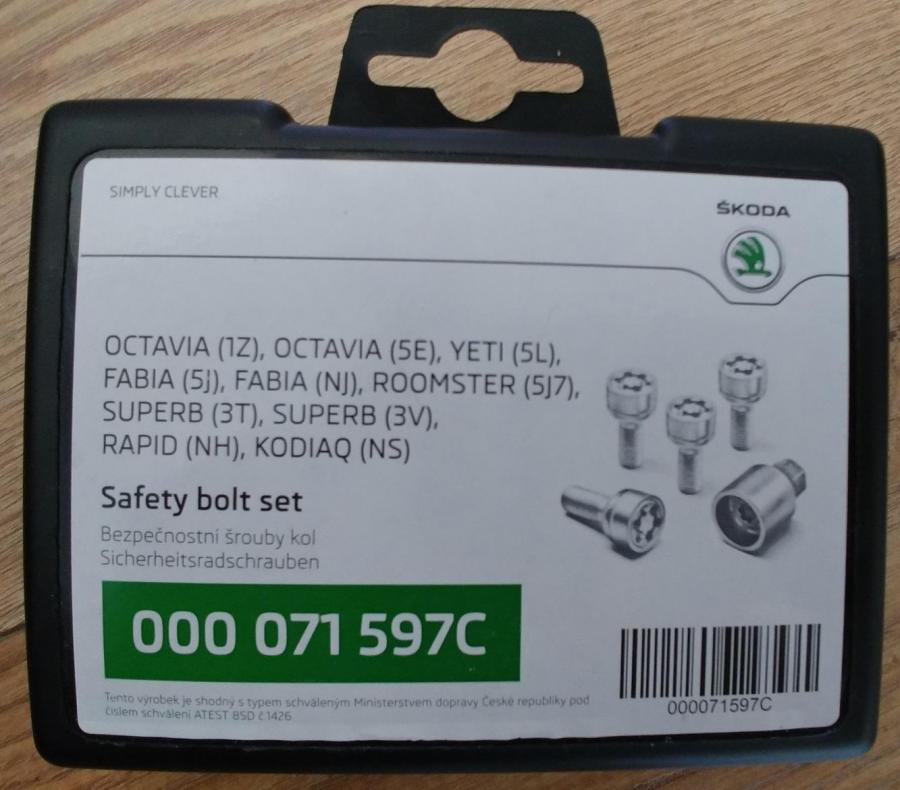 SIMPLY CLEVER
ŠKODA
OCTAVIA (1Z), OCTAVIA (5E), YETI (5L),
FABIA (5J), FABIA (NJ), ROOMSTER (5J7),
SUPERB (3T), SUPERB (3V),
RAPID (NH), KODIAQ (NS)
Safety bolt set
Bezpečnostní šrouby kol
Sicherheitsradschrauben
000 071 597C
000071597C
Tento výrobek je shodný s typem schváleným Ministerstvem dopravy České republiky pod
číslem schválení ATEST 8SD č.1426